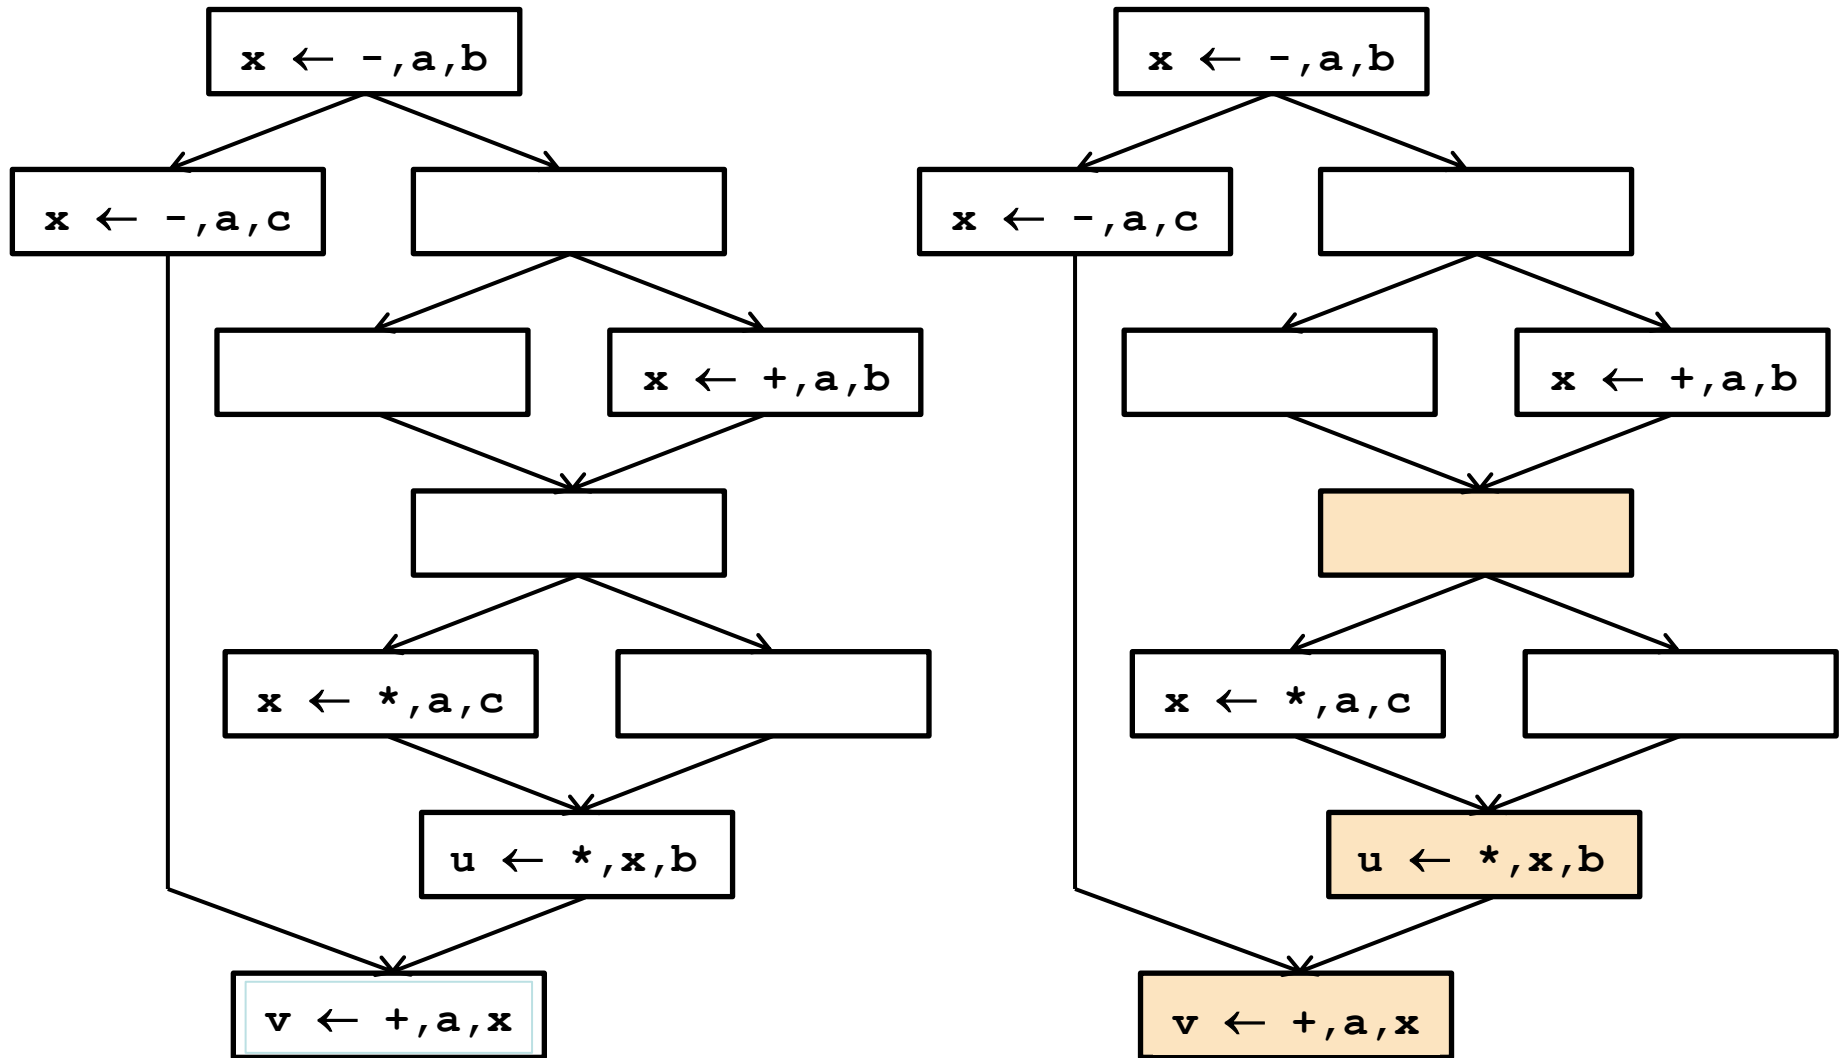 x ← -,a,b
x ← -,a,c
x ← +,a,b
x ← *,a,c
u ← *,x,b
v ← +,a,x
x ← -,a,b
x ← -,a,c
x ← +,a,b
x ← *,a,c
u ← *,x,b
v ← +,a,x